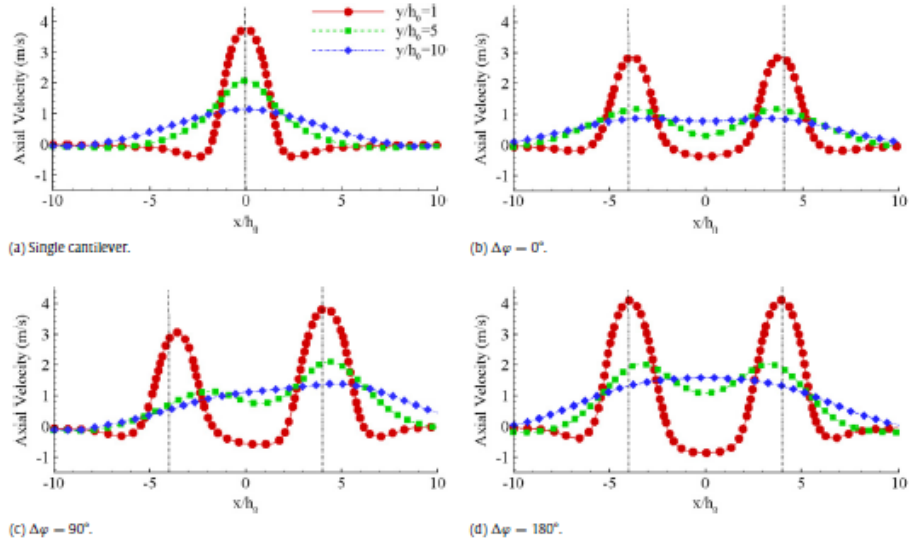 y/h₀=1
y/h₀=5
y/h₀=10
Axial Velocity (m/s)
4
3
2
1
0
-1
-10 -5 0 5 10
x/h₀
(a) Single cantilever.
Axial Velocity (m/s)
4
3
2
1
0
-1
-10 -5 0 5 10
x/h₀
(b) Δφ = 0°.
Axial Velocity (m/s)
4
3
2
1
0
-1
-10 -5 0 5 10
x/h₀
(c) Δφ = 90°.
Axial Velocity (m/s)
4
3
2
1
0
-1
-10 -5 0 5 10
x/h₀
(d) Δφ = 180°.